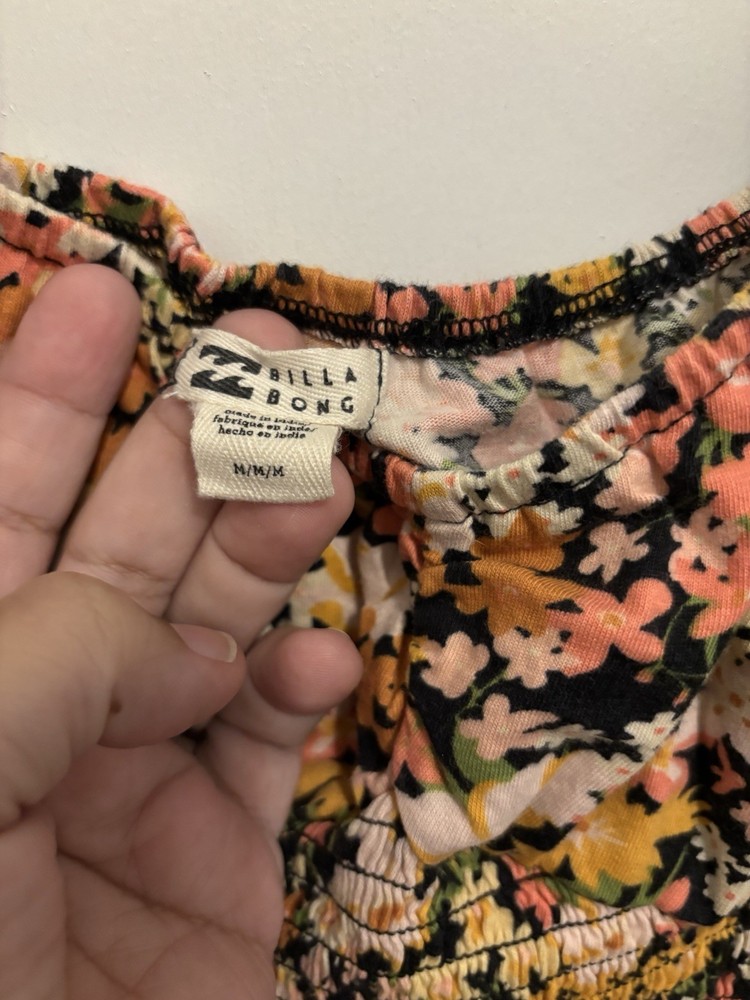 BILLA
BONG
made in india
fabriqué en inde
hecho en india
M/M/M